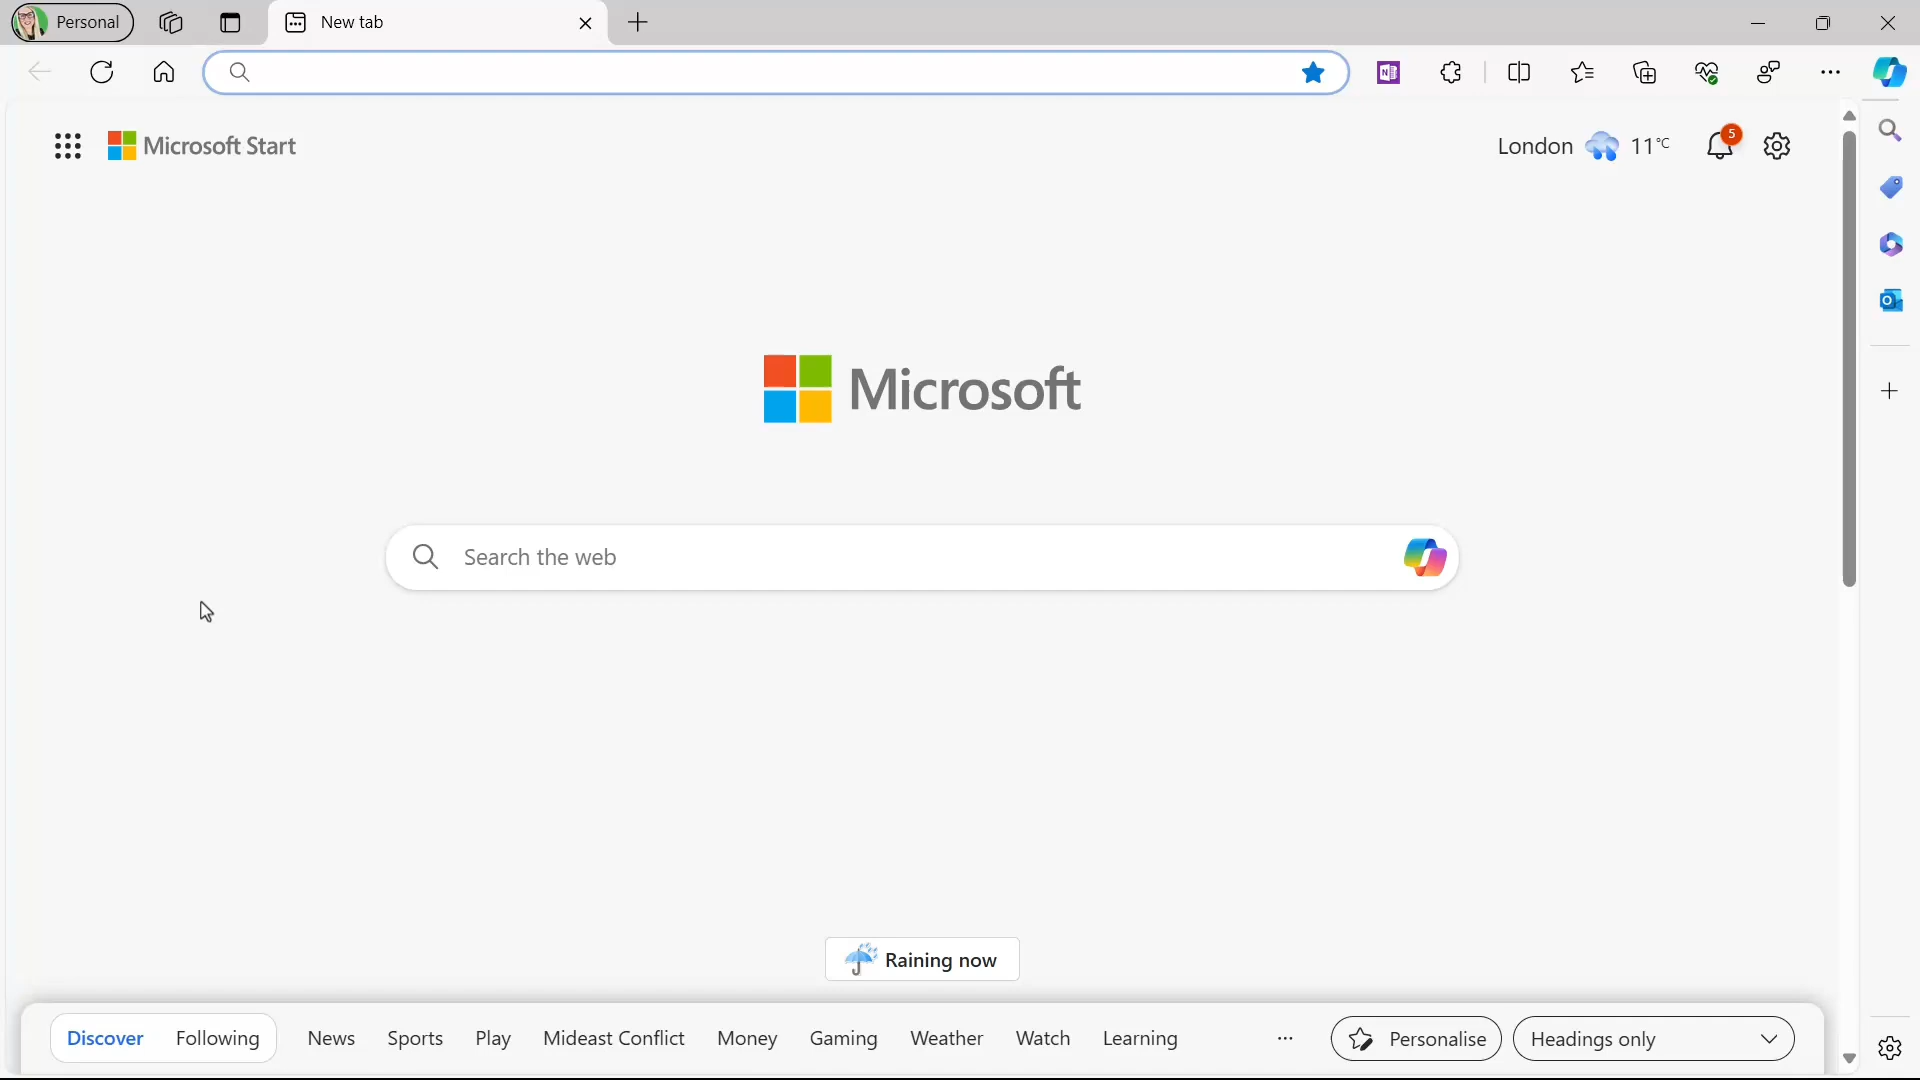 Personal
New tab
Microsoft Start
London 11°C
5
Microsoft
Search the web
Raining now
Discover Following News Sports Play Mideast Conflict Money Gaming Weather Watch Learning ... Personalise Headings only